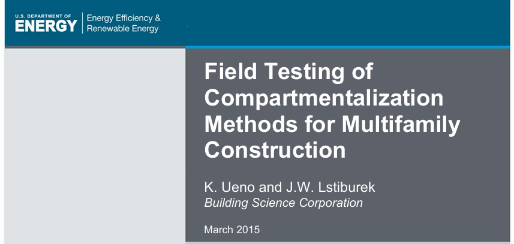 U.S. DEPARTMENT OF
ENERGY
Energy Efficiency &
Renewable Energy
Field Testing of
Compartmentalization
Methods for Multifamily
Construction
K. Ueno and J.W. Lstiburek
Building Science Corporation
March 2015